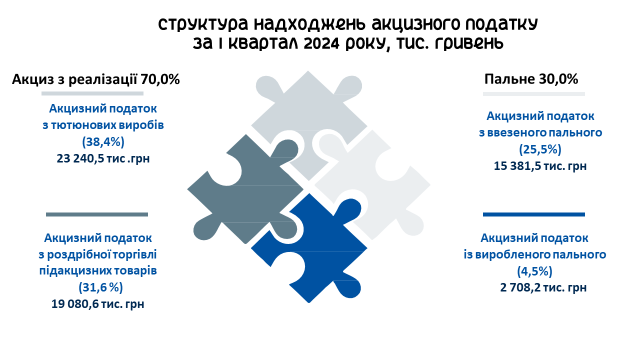 Структура надходжень акцизного податку
за І квартал 2024 року, тис. гривень
Акциз з реалізації 70,0%
Акцизний податок
з тютюнових виробів
(38,4%)
23 240,5 тис .грн
Акцизний податок
з роздрібної торгівлі
підакцизних товарів
(31,6 %)
19 080,6 тис. грн
Пальне 30,0%
Акцизний податок
з ввезеного пального
(25,5%)
15 381,5 тис. грн
Акцизний податок
із виробленого пального
(4,5%)
2 708,2 тис. грн